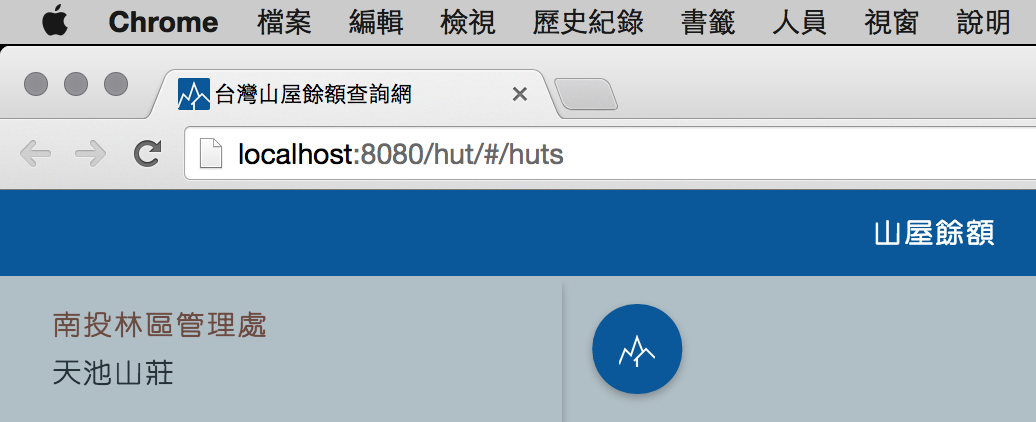 Chrome 檔案 編輯 檢視 歷史紀錄 書籤 人員 視窗 說明
台灣山屋餘額查詢網
localhost:8080/hut/#/huts
山屋餘額
南投林區管理處
天池山莊